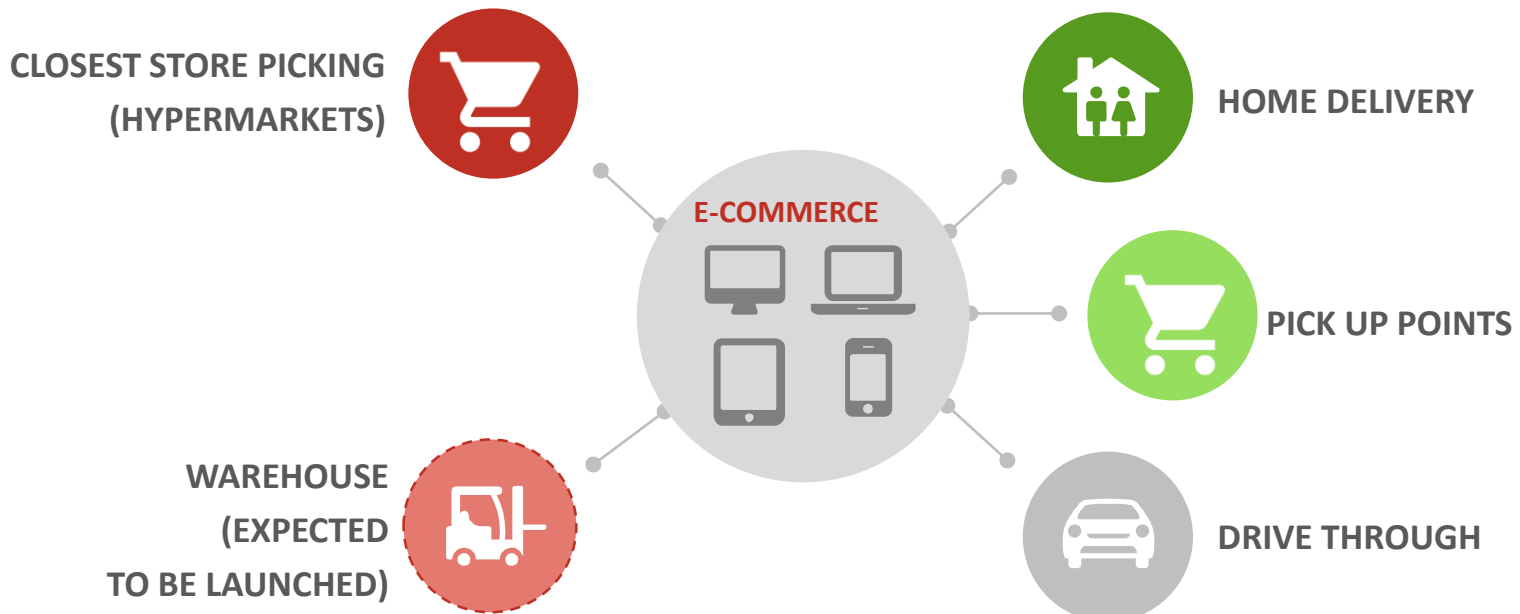 CLOSEST STORE PICKING
(HYPERMARKETS)
HOME DELIVERY
E-COMMERCE
PICK UP POINTS
WAREHOUSE
(EXPECTED
TO BE LAUNCHED)
DRIVE THROUGH